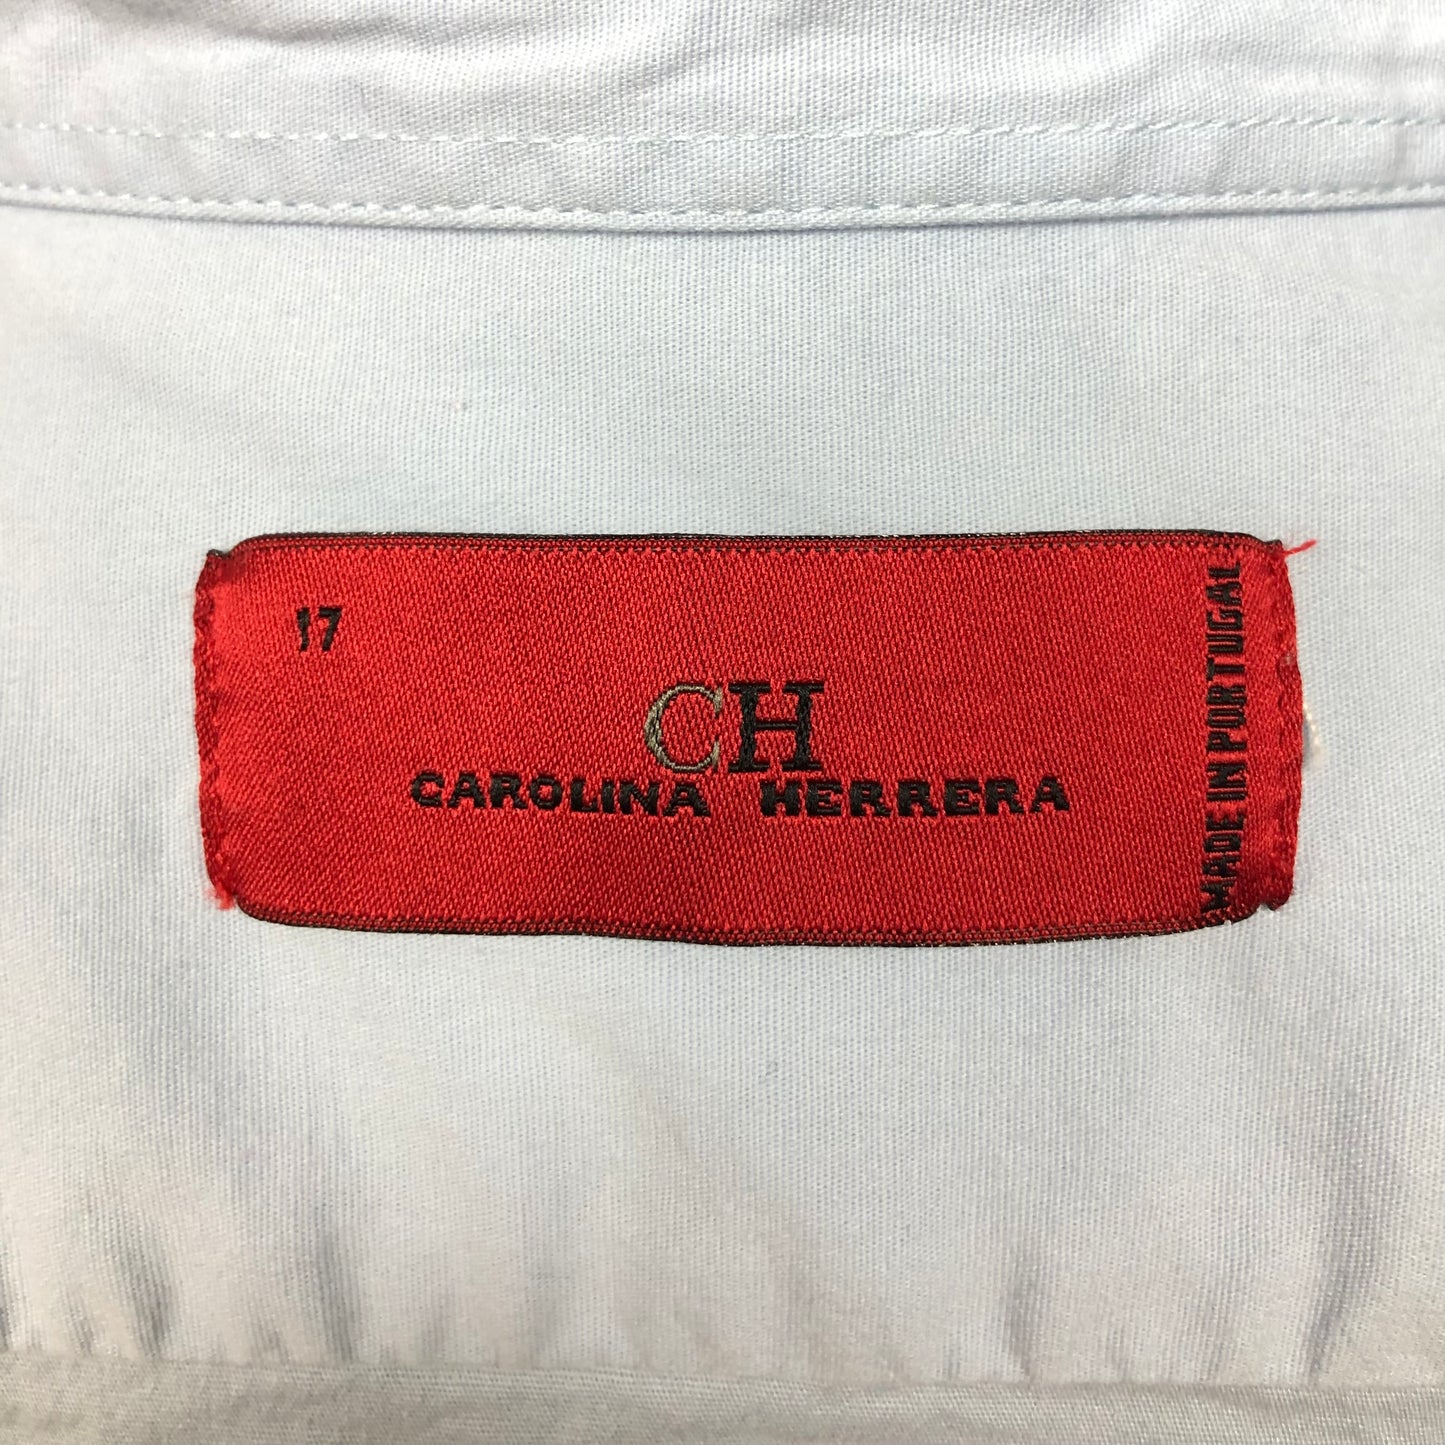 17
CH
CAROLINA HERRERA
MADE IN PORTUGAL